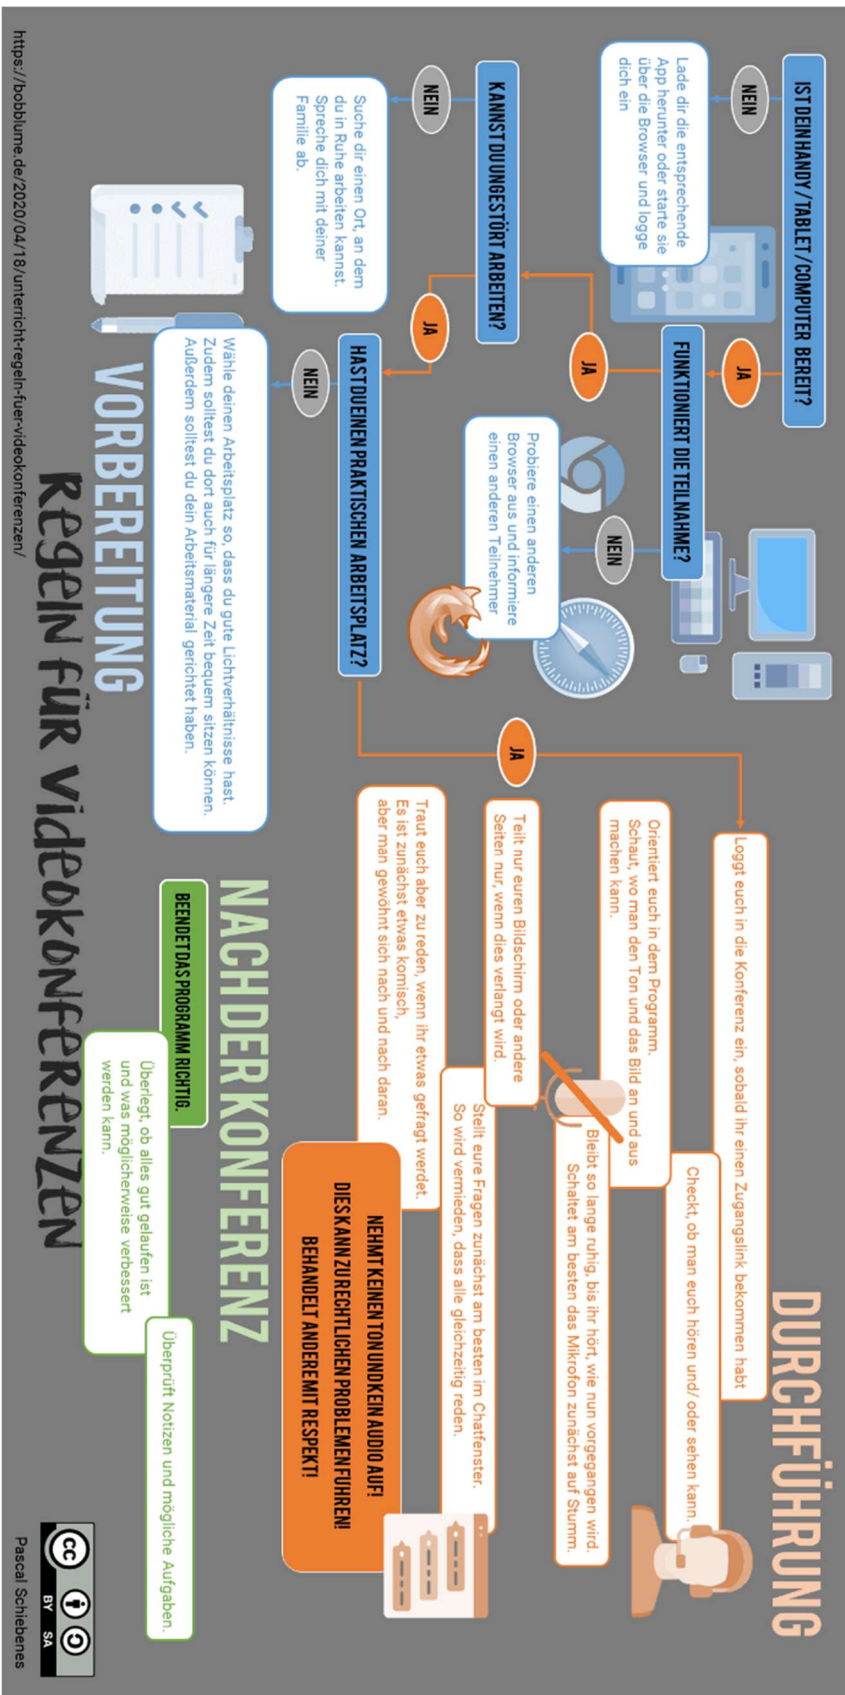 IST DEIN HANDY / TABLET / COMPUTER BEREIT?
NEIN
Lade dir die entsprechende
App herunter oder starte sie
über die Browser und logge
dich ein
JA
FUNKTIONIERT DIE TEILNAHME?
NEIN
Probiere einen anderen
Browser aus und informiere
einen anderen Teilnehmer
JA
KANNST DU UNGESTÖRT ARBEITEN?
NEIN
Suche dir einen Ort, an dem
du in Ruhe arbeiten kannst.
Spreche dich mit deiner
Familie ab.
JA
HAST DU EINEN PRAKTISCHEN ARBEITSPLATZ?
NEIN
Wähle deinen Arbeitsplatz so, dass du gute Lichtverhältnisse hast.
Zudem solltest du dort auch für längere Zeit bequem sitzen können.
Außerdem solltest du dein Arbeitsmaterial gerichtet haben.
VORBEREITUNG
JA
DURCHFÜHRUNG
Loggt euch in die Konferenz ein, sobald ihr einen Zugangslink bekommen habt
Checkt, ob man euch hören und/ oder sehen kann.
Orientiert euch in dem Programm.
Schaut, wo man den Ton und das Bild an und aus
machen kann.
Bleibt so lange ruhig, bis ihr hört, wie nun vorgegangen wird.
Schaltet am besten das Mikrofon zunächst auf Stumm.
Teilt nur euren Bildschirm oder andere
Seiten nur, wenn dies verlangt wird.
Stellt eure Fragen zunächst am besten im Chatfenster.
So wird vermieden, dass alle gleichzeitig reden.
Traut euch aber zu reden, wenn ihr etwas gefragt werdet.
Es ist zunächst etwas komisch,
aber man gewöhnt sich nach und nach daran.
NEHMT KEINEN TON UND KEIN AUDIO AUF!
DIES KANN ZU RECHTLICHEN PROBLEMEN FÜHREN!
BEHANDELT ANDERE MIT RESPEKT!
NACH DER KONFERENZ
BEENDET DAS PROGRAMM RICHTIG.
Überlegt, ob alles gut gelaufen ist
und was möglicherweise verbessert
werden kann.
Überprüft Notizen und mögliche Aufgaben.
REGELN FÜR VIDEOKONFERENZEN
https://bobblume.de/2020/04/18/unterricht-regeln-fuer-videokonferenzen/
cc
BY SA
Pascal Schiebenes